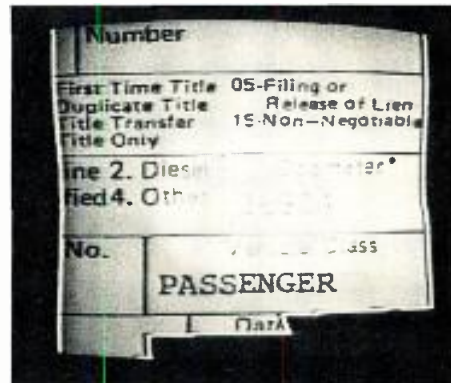 Number
First Time Title 05-Filing or
Duplicate Title Release of Lien
Title Transfer 15-Non-Negotiable
Title Only
ine 2. Diesel
fied 4. Oth
No.
PASSENGER